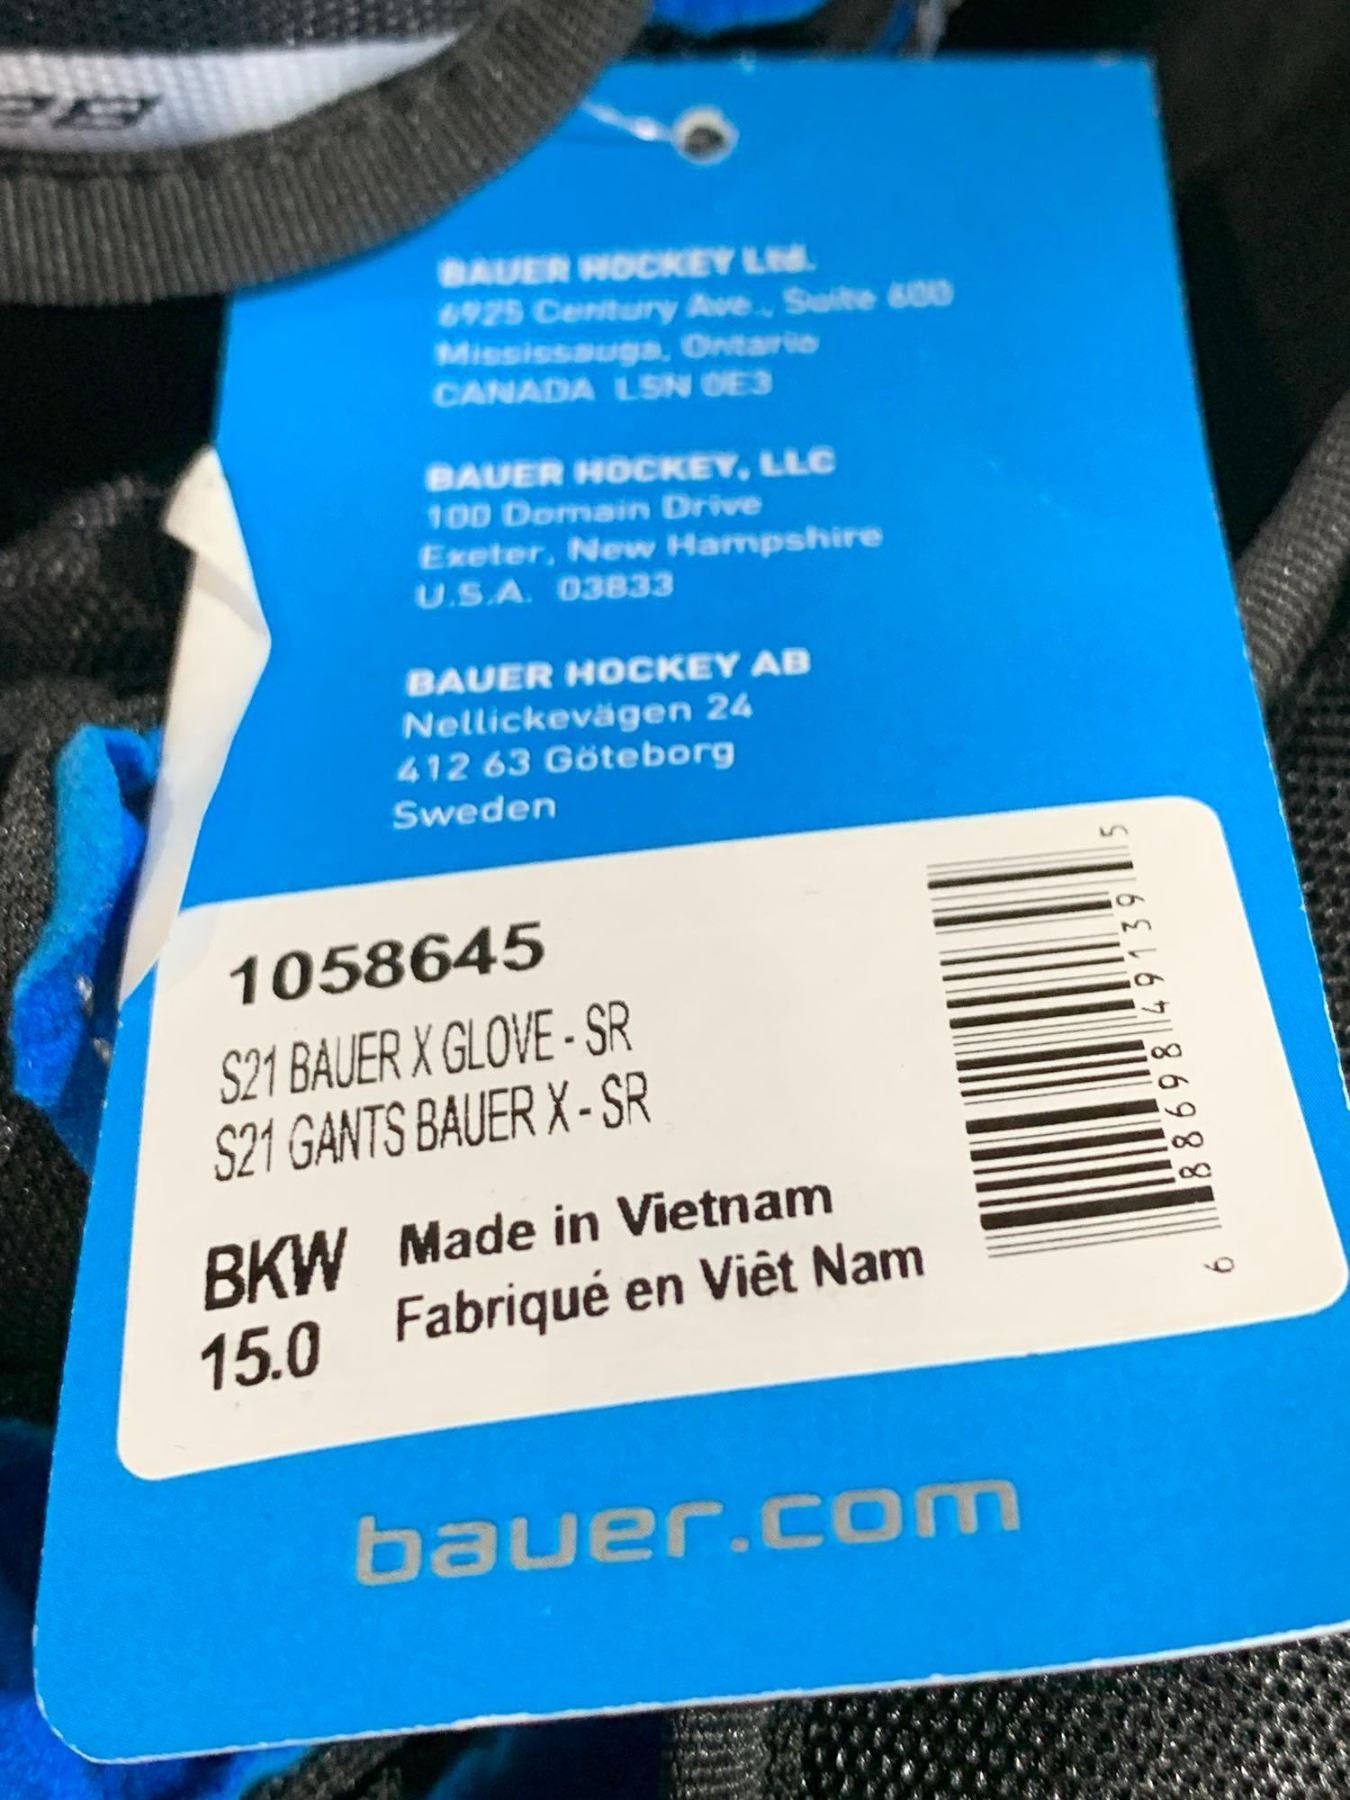 BAUER HOCKEY Ltd.
6925 Century Ave., Suite 600
Mississauga, Ontario
CANADA L5N 0E3
BAUER HOCKEY, LLC
100 Domain Drive
Exeter, New Hampshire
U.S.A. 03833
BAUER HOCKEY AB
Nellickevägen 24
412 63 Göteborg
Sweden
1058645
S21 BAUER X GLOVE - SR
S21 GANTS BAUER X - SR
BKW
15.0
Made in Vietnam
Fabriqué en Viêt Nam
6 88698 49139 5
bauer.com